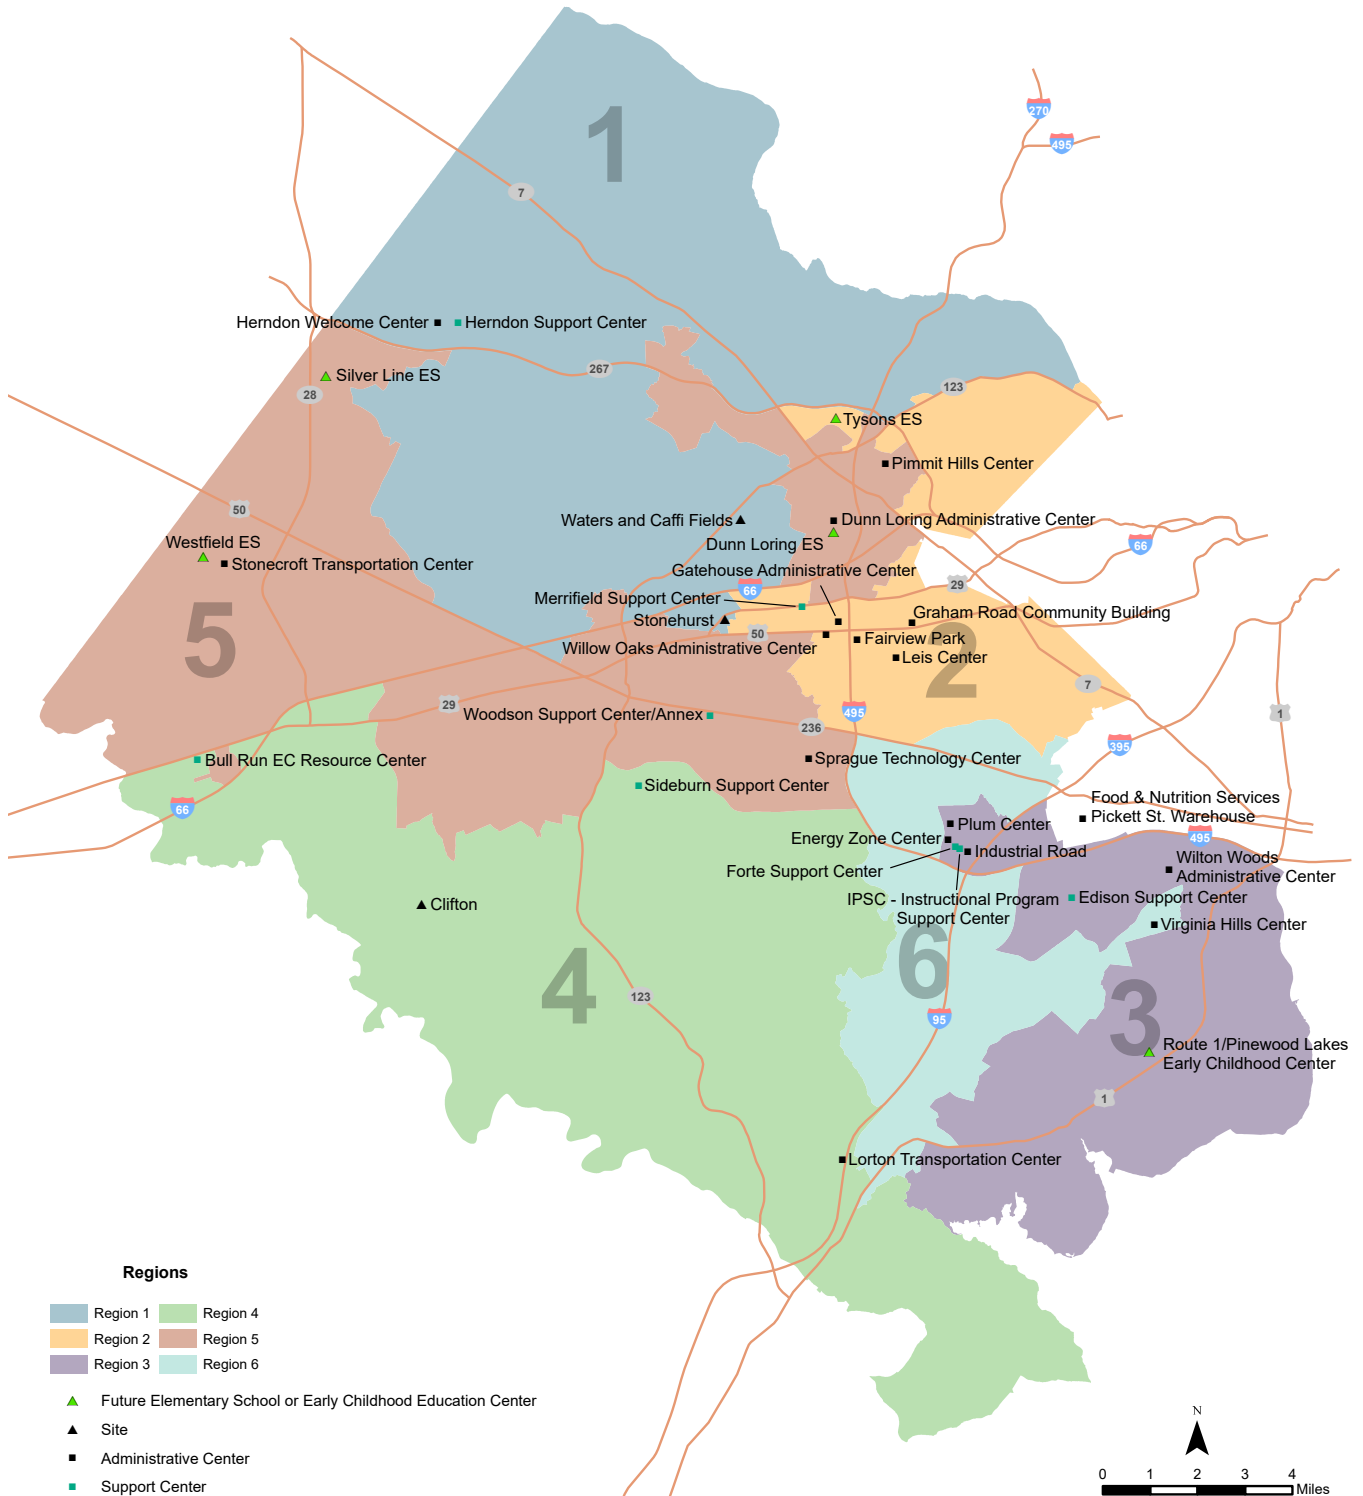 1
270
495
7
Herndon Welcome Center
Herndon Support Center
267
Silver Line ES
28
123
Tysons ES
Pimmit Hills Center
50
Waters and Caffi Fields
Dunn Loring Administrative Center
Westfield ES
Dunn Loring ES
66
Stonecroft Transportation Center
Gatehouse Administrative Center
66
29
Merrifield Support Center
Graham Road Community Building
Stonehurst
50
5
Fairview Park
Willow Oaks Administrative Center
Leis Center
2
7
29
Woodson Support Center/Annex
495
1
236
395
Bull Run EC Resource Center
Sprague Technology Center
Sideburn Support Center
66
Food & Nutrition Services
Pickett St. Warehouse
Plum Center
495
Energy Zone Center
Industrial Road
Wilton Woods
Administrative Center
Forte Support Center
IPSC - Instructional Program
Support Center
Edison Support Center
Clifton
Virginia Hills Center
6
4
123
95
3
Route 1/Pinewood Lakes
Early Childhood Center
1
Lorton Transportation Center
Regions
Region 1
Region 4
Region 2
Region 5
Region 3
Region 6
Future Elementary School or Early Childhood Education Center
Site
Administrative Center
Support Center
N
0 1 2 3 4
Miles